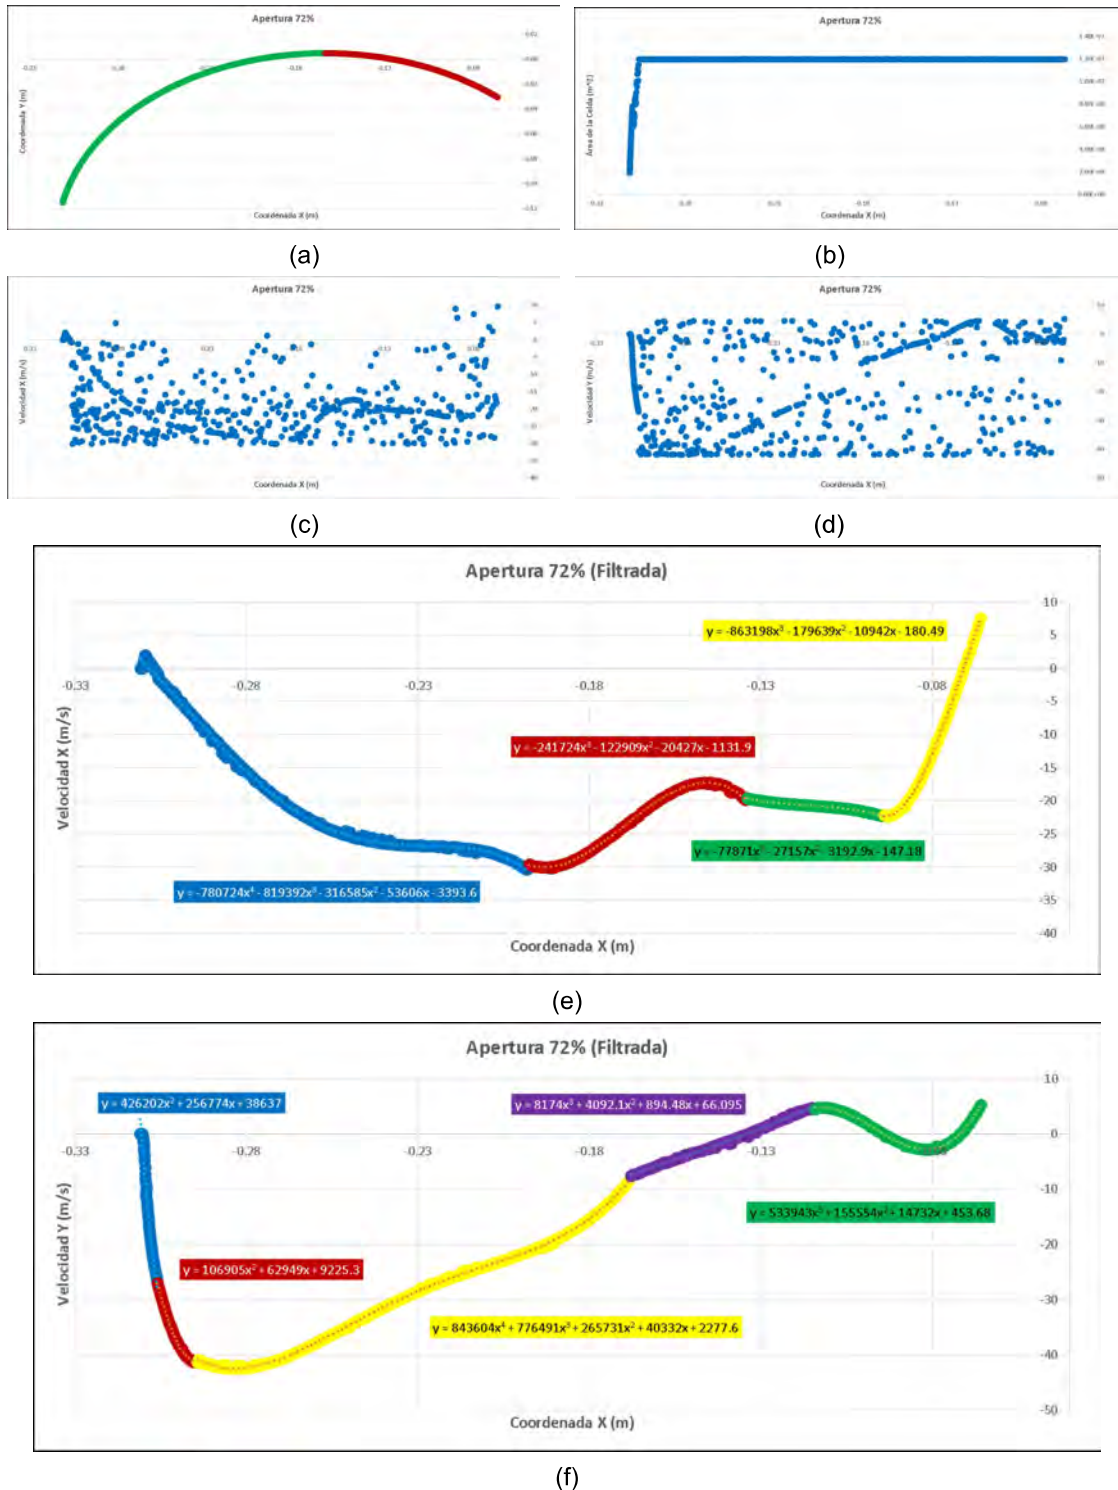 Apertura 72%
Coordenada Y (m)
Coordenada X (m)
(a)
Apertura 72%
Área de la Celda (m^2)
Coordenada X (m)
(b)
Apertura 72%
Velocidad X (m/s)
Coordenada X (m)
(c)
Apertura 72%
Velocidad Y (m/s)
Coordenada X (m)
(d)
Apertura 72% (Filtrada)
10
y = -863198x³ - 179639x² - 10942x - 180.49
5
0
-0.33 -0.28 -0.23 -0.18 -0.13 -0.08
-5
-10
y = -241724x³ - 122909x² - 20427x - 1131.9
-15
-20
-25
y = -77871x³ - 27157x² - 3192.9x - 147.18
-30
y = -780724x⁴ - 819392x³ - 316585x² - 53606x - 3393.6
-35
-40
Velocidad X (m/s)
Coordenada X (m)
(e)
Apertura 72% (Filtrada)
10
y = 426202x² + 256774x + 38637
y = 8174x³ + 4092.1x² + 894.48x + 66.095
0
-0.33 -0.28 -0.23 -0.18 -0.13
-10
y = 533943x³ + 155554x² + 14732x + 453.68
-20
y = 106905x² + 62949x + 9225.3
-30
y = 843604x⁴ + 776491x³ + 265731x² + 40332x + 2277.6
-40
-50
Velocidad Y (m/s)
Coordenada X (m)
(f)